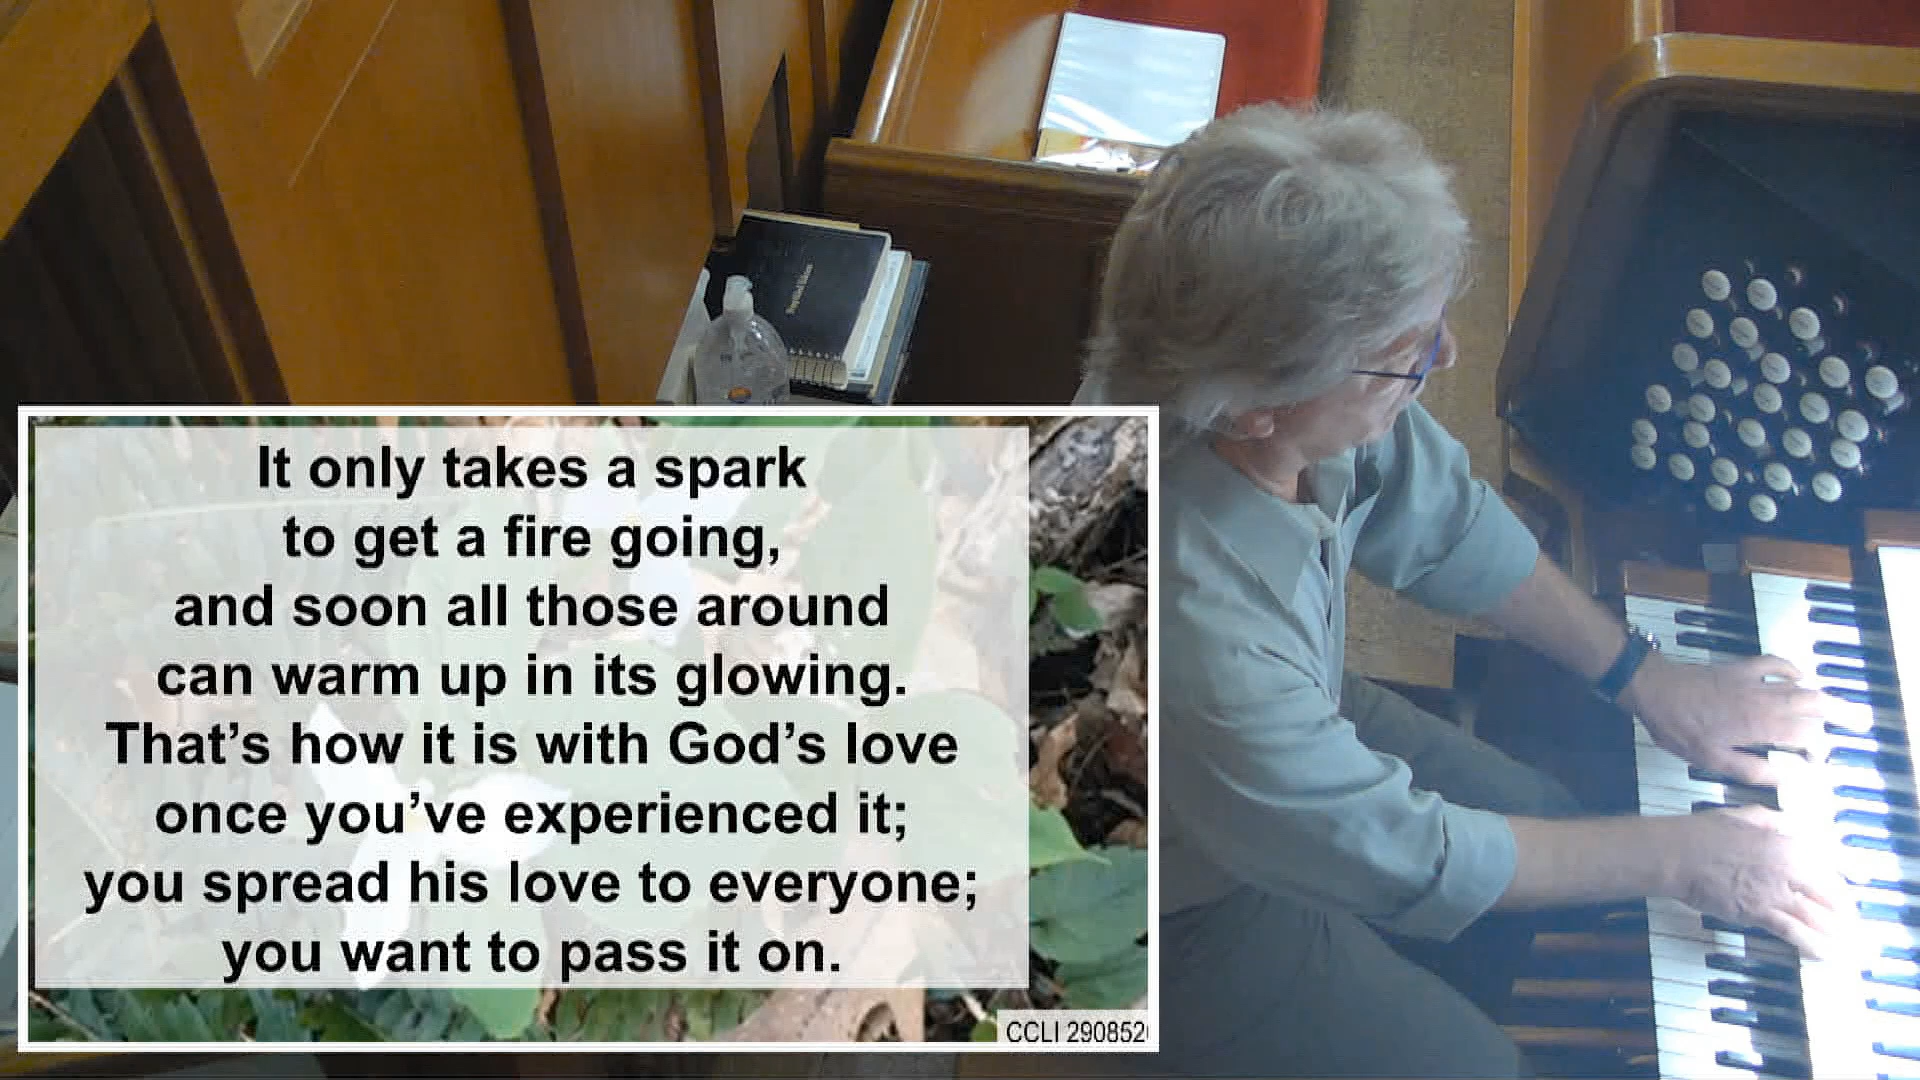 It only takes a spark
to get a fire going,
and soon all those around
can warm up in its glowing.
That’s how it is with God’s love
once you’ve experienced it;
you spread his love to everyone;
you want to pass it on.
CCLI 290852